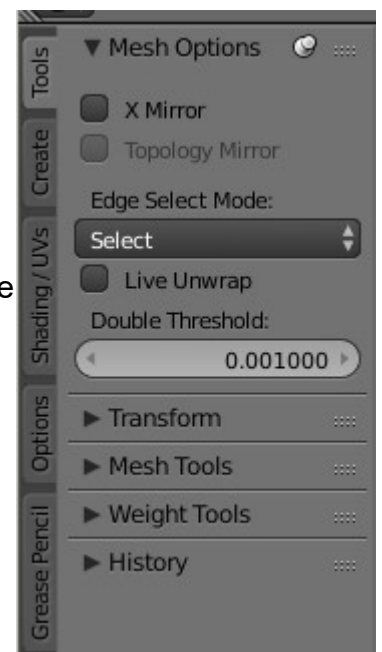 Tools
Create
Shading / UVs
Options
Grease Pencil
Mesh Options
X Mirror
Topology Mirror
Edge Select Mode:
Select
Live Unwrap
Double Threshold:
0.001000
Transform
Mesh Tools
Weight Tools
History
e